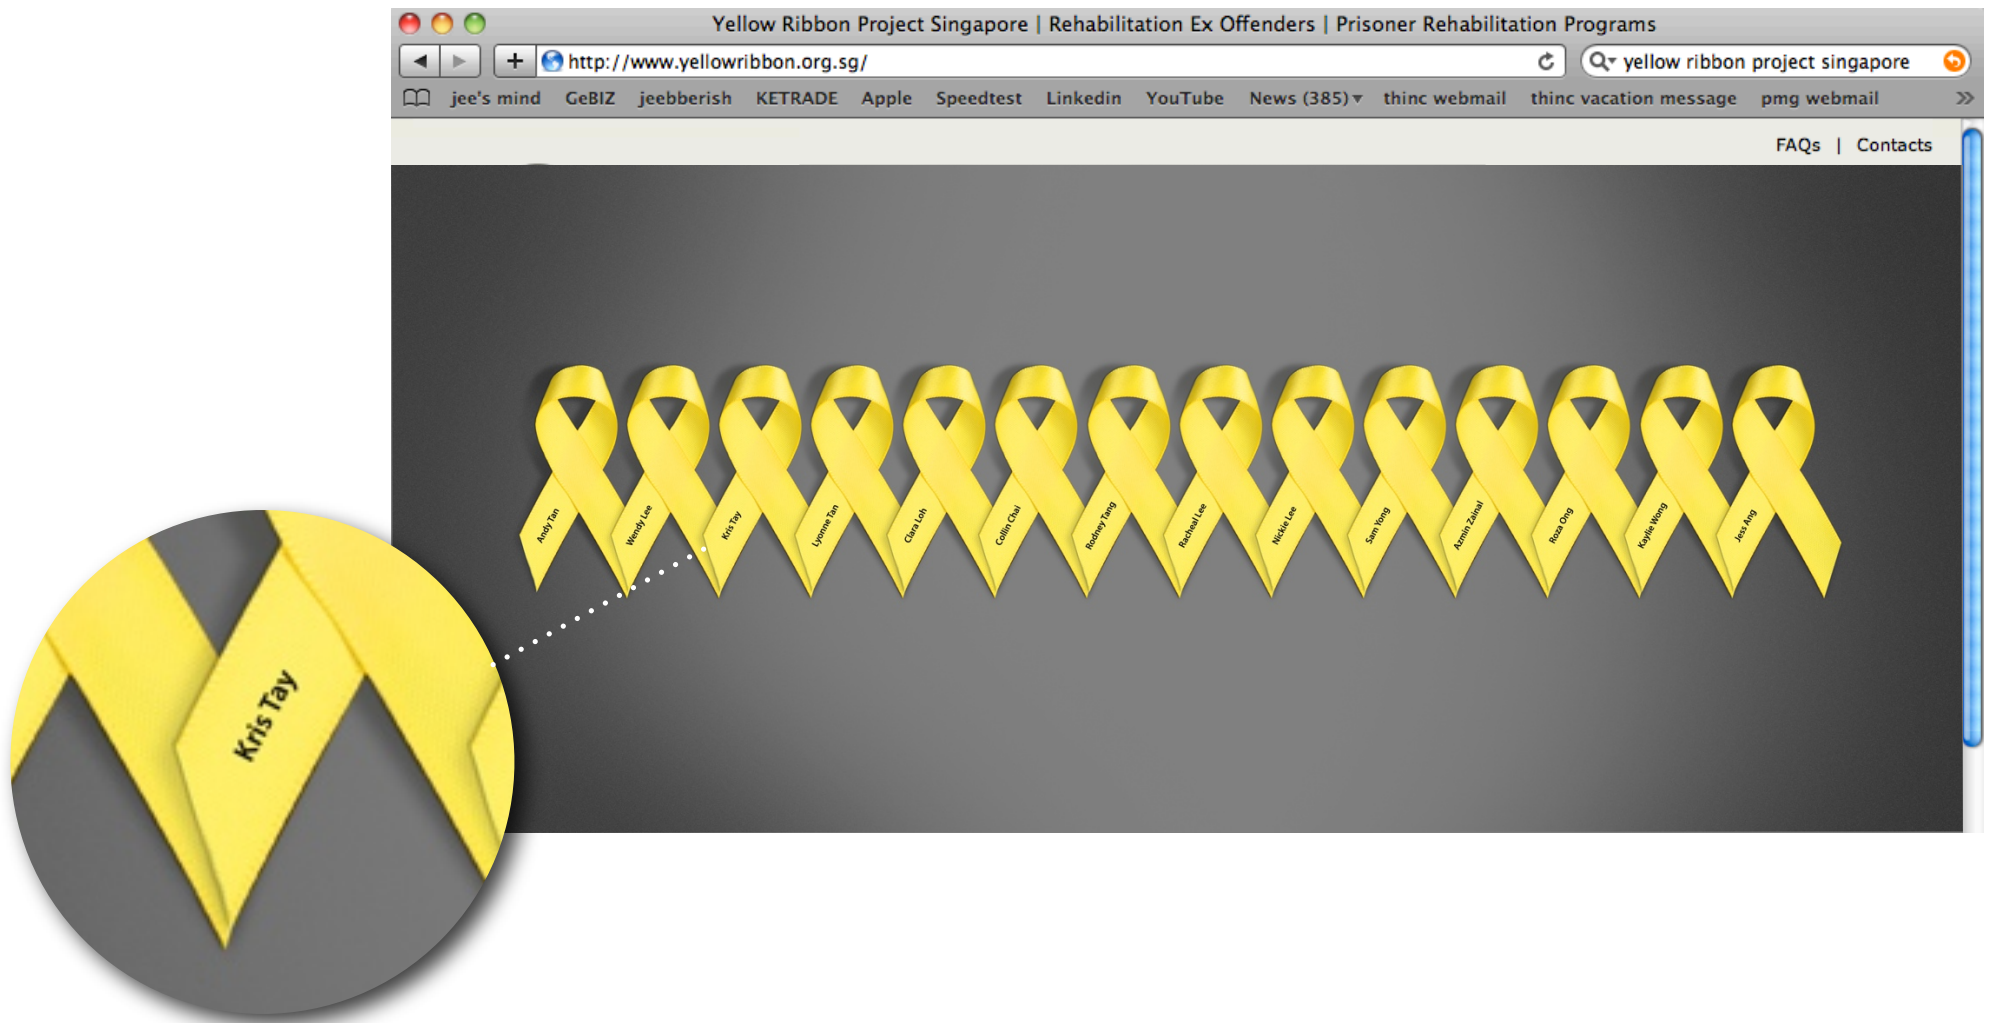 Yellow Ribbon Project Singapore | Rehabilitation Ex Offenders | Prisoner Rehabilitation Programs
http://www.yellowribbon.org.sg/
yellow ribbon project singapore
jee's mind GeBIZ jeebberish KETRADE Apple Speedtest Linkedin YouTube News (385) thinc webmail thinc vacation message pmg webmail
FAQs | Contacts
Andy Tan
Wendy Lee
Kris Tay
Lyonne Tan
Clara Loh
Collin Chai
Rodney Tang
Racheal Lee
Nickie Lee
Sam Yong
Azmin Zainal
Roza Ong
Kaylie Wong
Jess Ang
Kris Tay